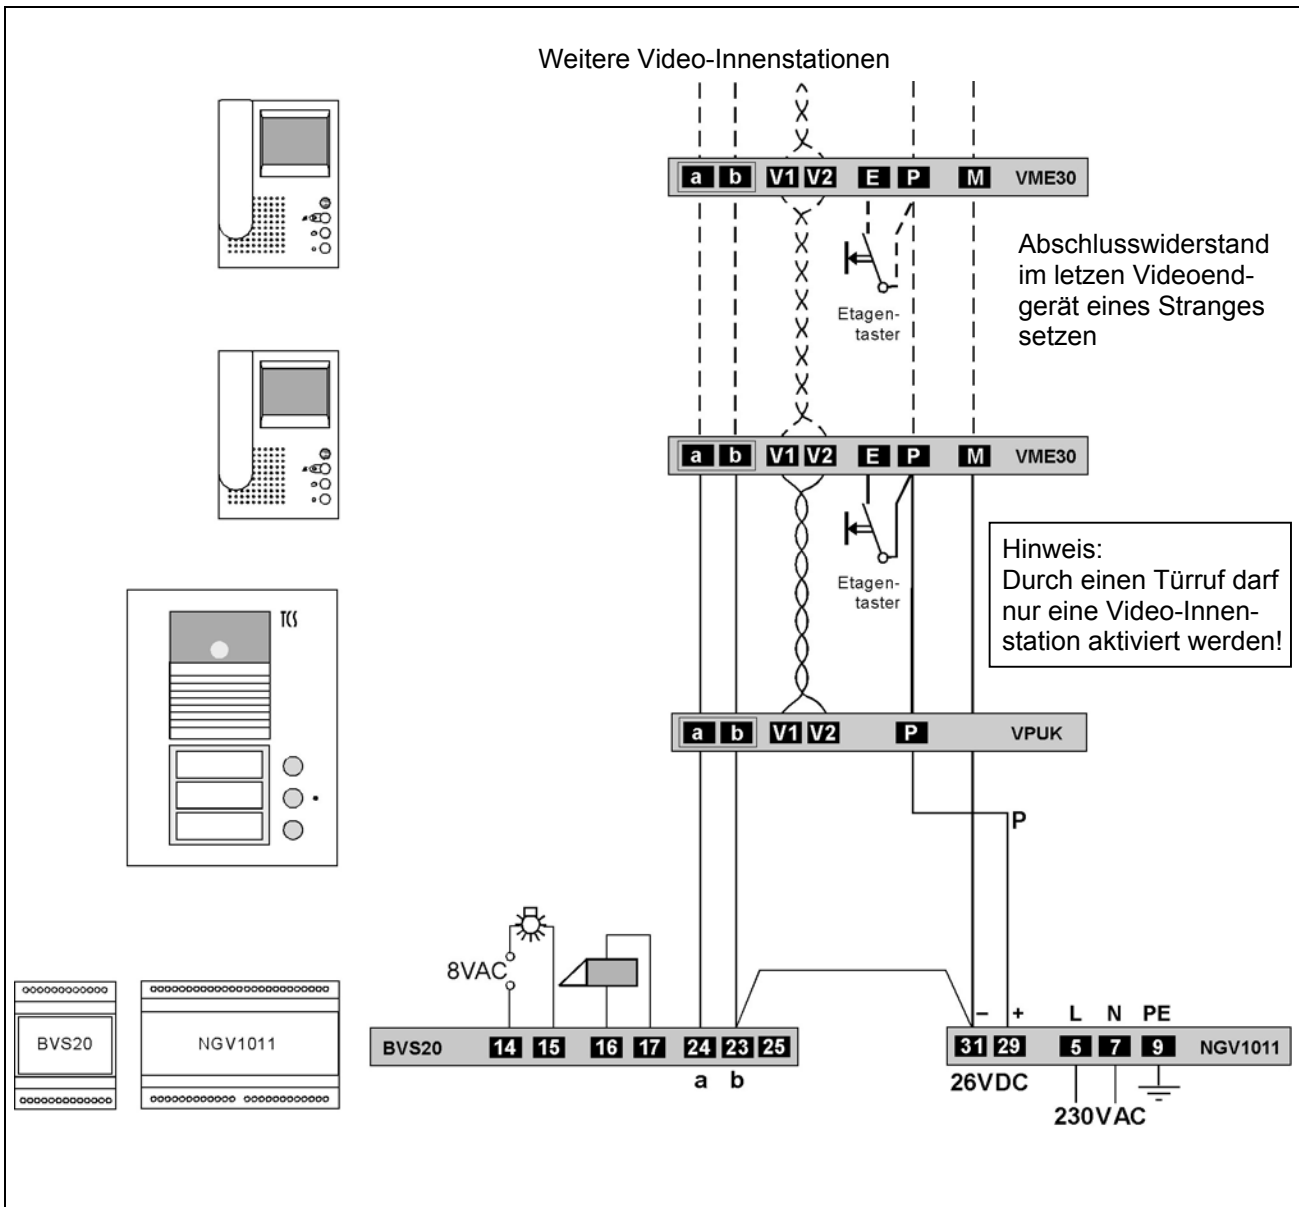 Weitere Video-Innenstationen
a b V1 V2 E P M VME30
Etagen-
taster
Abschlusswiderstand
im letzen Videoend-
gerät eines Stranges
setzen
a b V1 V2 E P M VME30
Etagen-
taster
Hinweis:
Durch einen Türruf darf
nur eine Video-Innen-
station aktiviert werden!
TCS
a b V1 V2 P VPUK
P
8VAC
BVS20
NGV1011
BVS20 14 15 16 17 24 23 25
a b
– + L N PE
31 29 5 7 9 NGV1011
26VDC
230VAC